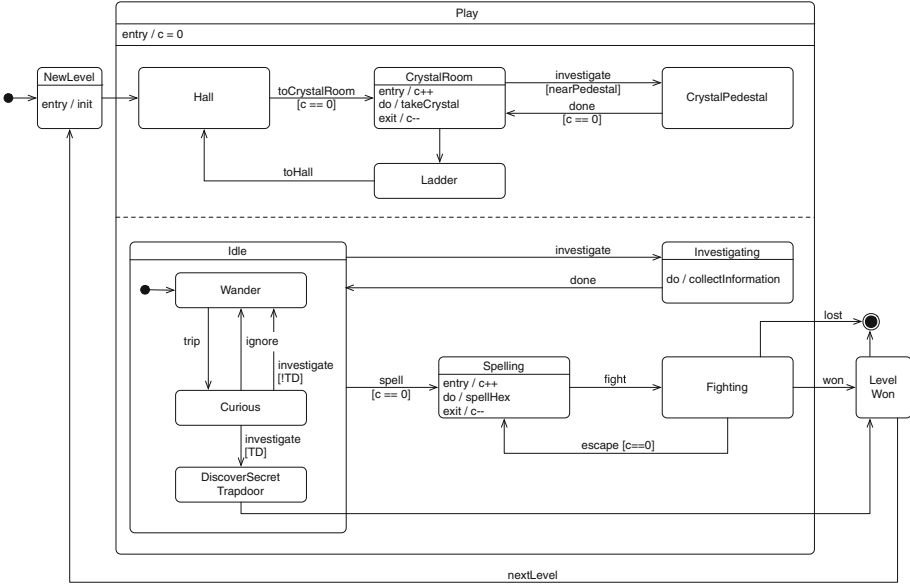 Play
entry / c = 0
NewLevel
entry / init
Hall
toCrystalRoom
[c == 0]
CrystalRoom
entry / c++
do / takeCrystal
exit / c--
investigate
[nearPedestal]
done
[c == 0]
CrystalPedestal
toHall
Ladder
Idle
investigate
Investigating
do / collectInformation
done
Wander
trip
ignore
investigate
[!TD]
Curious
investigate
[TD]
DiscoverSecret
Trapdoor
spell
[c == 0]
Spelling
entry / c++
do / spellHex
exit / c--
fight
Fighting
escape [c==0]
lost
won
Level
Won
nextLevel